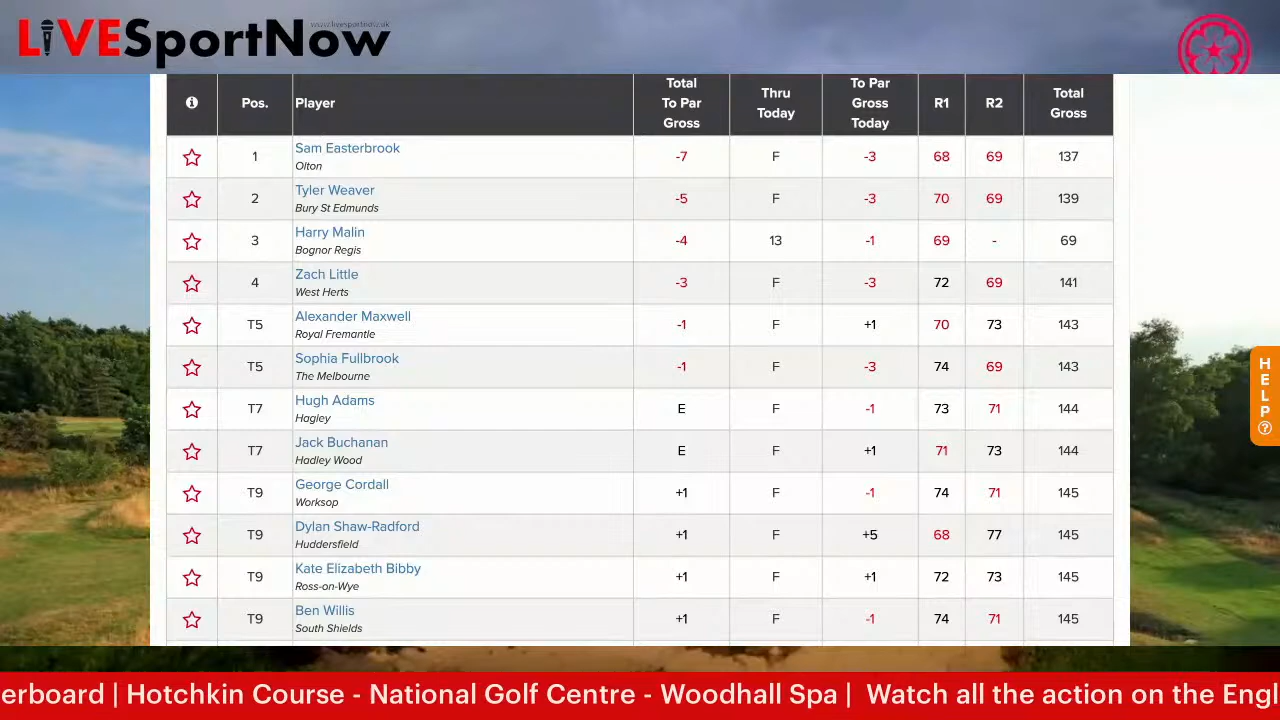 www.livesportnow.uk
LiVESportNow
Pos. Player Total To Par Gross Thru Today To Par Gross Today R1 R2 Total Gross
1 Sam Easterbrook Olton -7 F -3 68 69 137
2 Tyler Weaver Bury St Edmunds -5 F -3 70 69 139
3 Harry Malin Bognor Regis -4 13 -1 69 - 69
4 Zach Little West Herts -3 F -3 72 69 141
T5 Alexander Maxwell Royal Fremantle -1 F +1 70 73 143
T5 Sophia Fullbrook The Melbourne -1 F -3 74 69 143
T7 Hugh Adams Hagley E F -1 73 71 144
T7 Jack Buchanan Hadley Wood E F +1 71 73 144
T9 George Cordall Worksop +1 F -1 74 71 145
T9 Dylan Shaw-Radford Huddersfield +1 F +5 68 77 145
T9 Kate Elizabeth Bibby Ross-on-Wye +1 F +1 72 73 145
T9 Ben Willis South Shields +1 F -1 74 71 145
HELP?
erboard | Hotchkin Course - National Golf Centre - Woodhall Spa | Watch all the action on the Engl